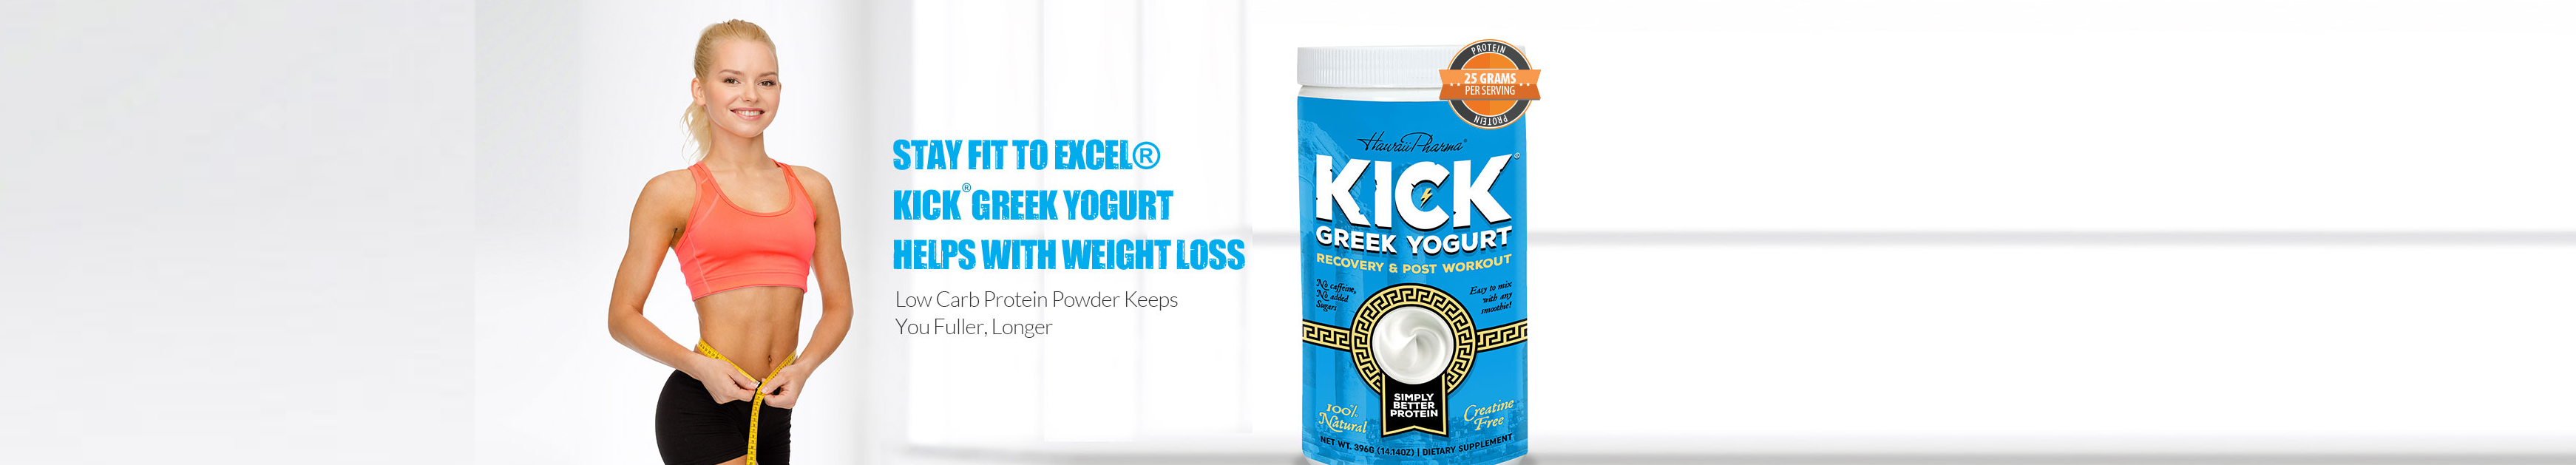 STAY FIT TO EXCEL®
KICK® GREEK YOGURT
HELPS WITH WEIGHT LOSS
Low Carb Protein Powder Keeps
You Fuller, Longer
PROTEIN
25 GRAMS
PER SERVING
PROTEIN
Hawaii Pharma®
KICK®
GREEK YOGURT
RECOVERY & POST WORKOUT
No caffeine,
No added
Sugars
Easy to mix
with any
smoothie!
SIMPLY
BETTER
PROTEIN
100%
Natural
Creatine
Free
NET WT. 396G (14.14OZ) | DIETARY SUPPLEMENT